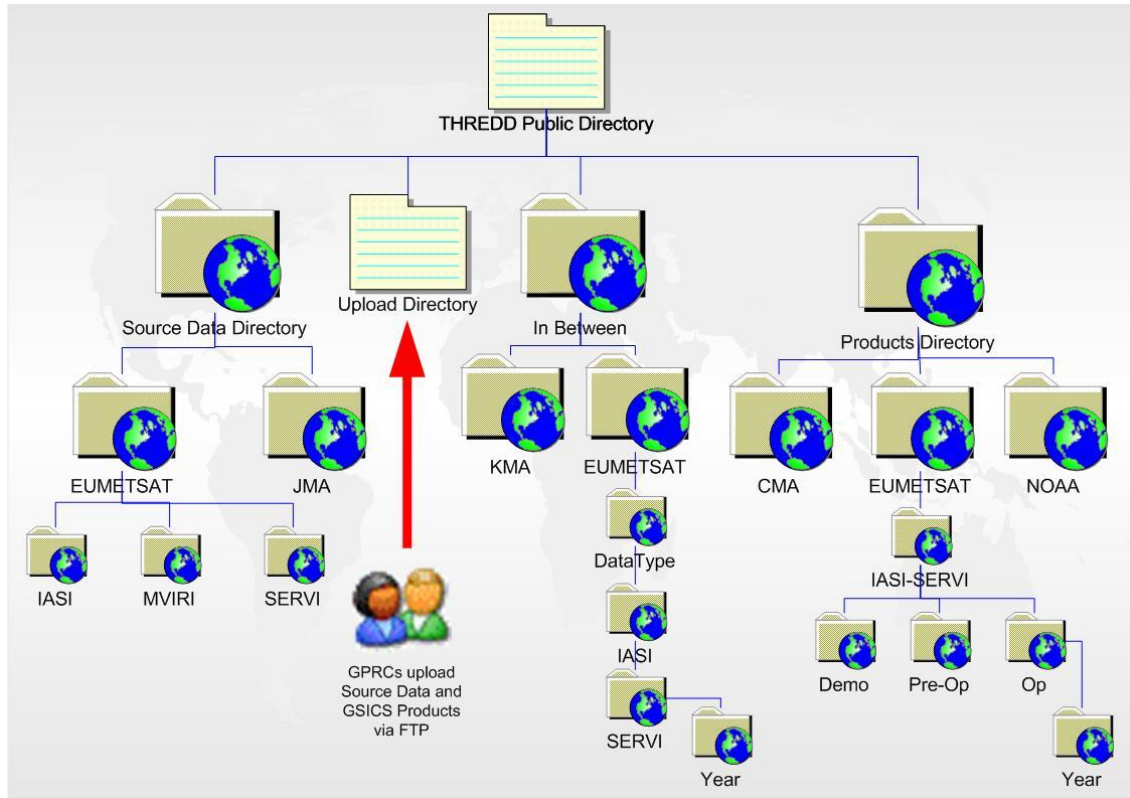 THREDD Public Directory
Source Data Directory
Upload Directory
In Between
Products Directory
EUMETSAT
JMA
KMA
EUMETSAT
CMA
EUMETSAT
NOAA
IASI
MVIRI
SERVI
GPRCs upload
Source Data and
GSICS Products
via FTP
DataType
IASI
SERVI
Year
IASI-SERVI
Demo
Pre-Op
Op
Year